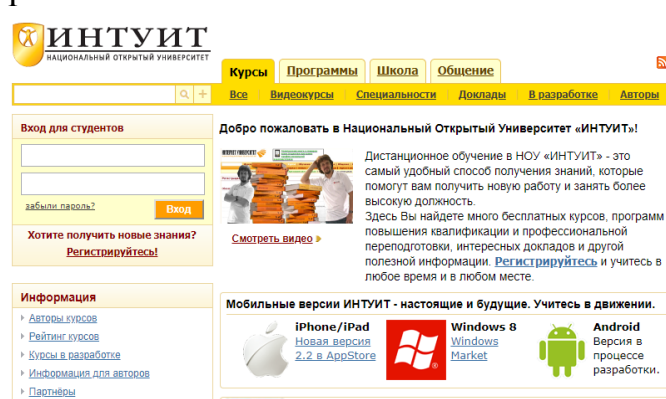 ИНТУИТ
НАЦИОНАЛЬНЫЙ ОТКРЫТЫЙ УНИВЕРСИТЕТ
Курсы Программы Школа Общение
Все Видеокурсы Специальности Доклады В разработке Авторы
Вход для студентов
забыли пароль?
Вход
Хотите получить новые знания?
Регистрируйтесь!
Информация
Авторы курсов
Рейтинг курсов
Курсы в разработке
Информация для авторов
Партнёры
Добро пожаловать в Национальный Открытый Университет «ИНТУИТ»!
Смотреть видео
Дистанционное обучение в НОУ «ИНТУИТ» - это
самый удобный способ получения знаний, которые
помогут вам получить новую работу и занять более
высокую должность.
Здесь Вы найдете много бесплатных курсов, программ
повышения квалификации и профессиональной
переподготовки, интересных докладов и другой
полезной информации. Регистрируйтесь и учитесь в
любое время и в любом месте.
Мобильные версии ИНТУИТ - настоящие и будущие. Учитесь в движении.
iPhone/iPad
Новая версия
2.2 в AppStore
Windows 8
Windows
Market
Android
Версия в
процессе
разработки.